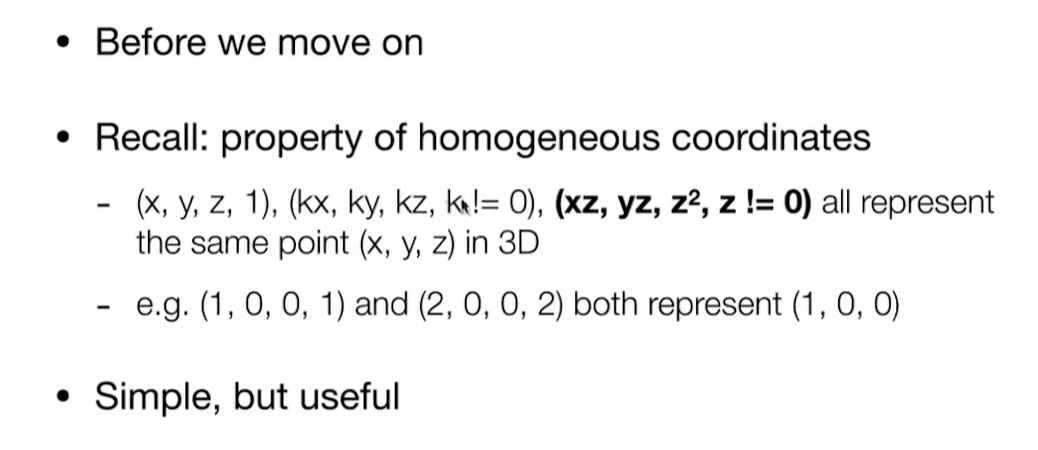 • Before we move on
• Recall: property of homogeneous coordinates
- (x, y, z, 1), (kx, ky, kz, k != 0), (xz, yz, z², z != 0) all represent
the same point (x, y, z) in 3D
- e.g. (1, 0, 0, 1) and (2, 0, 0, 2) both represent (1, 0, 0)
• Simple, but useful